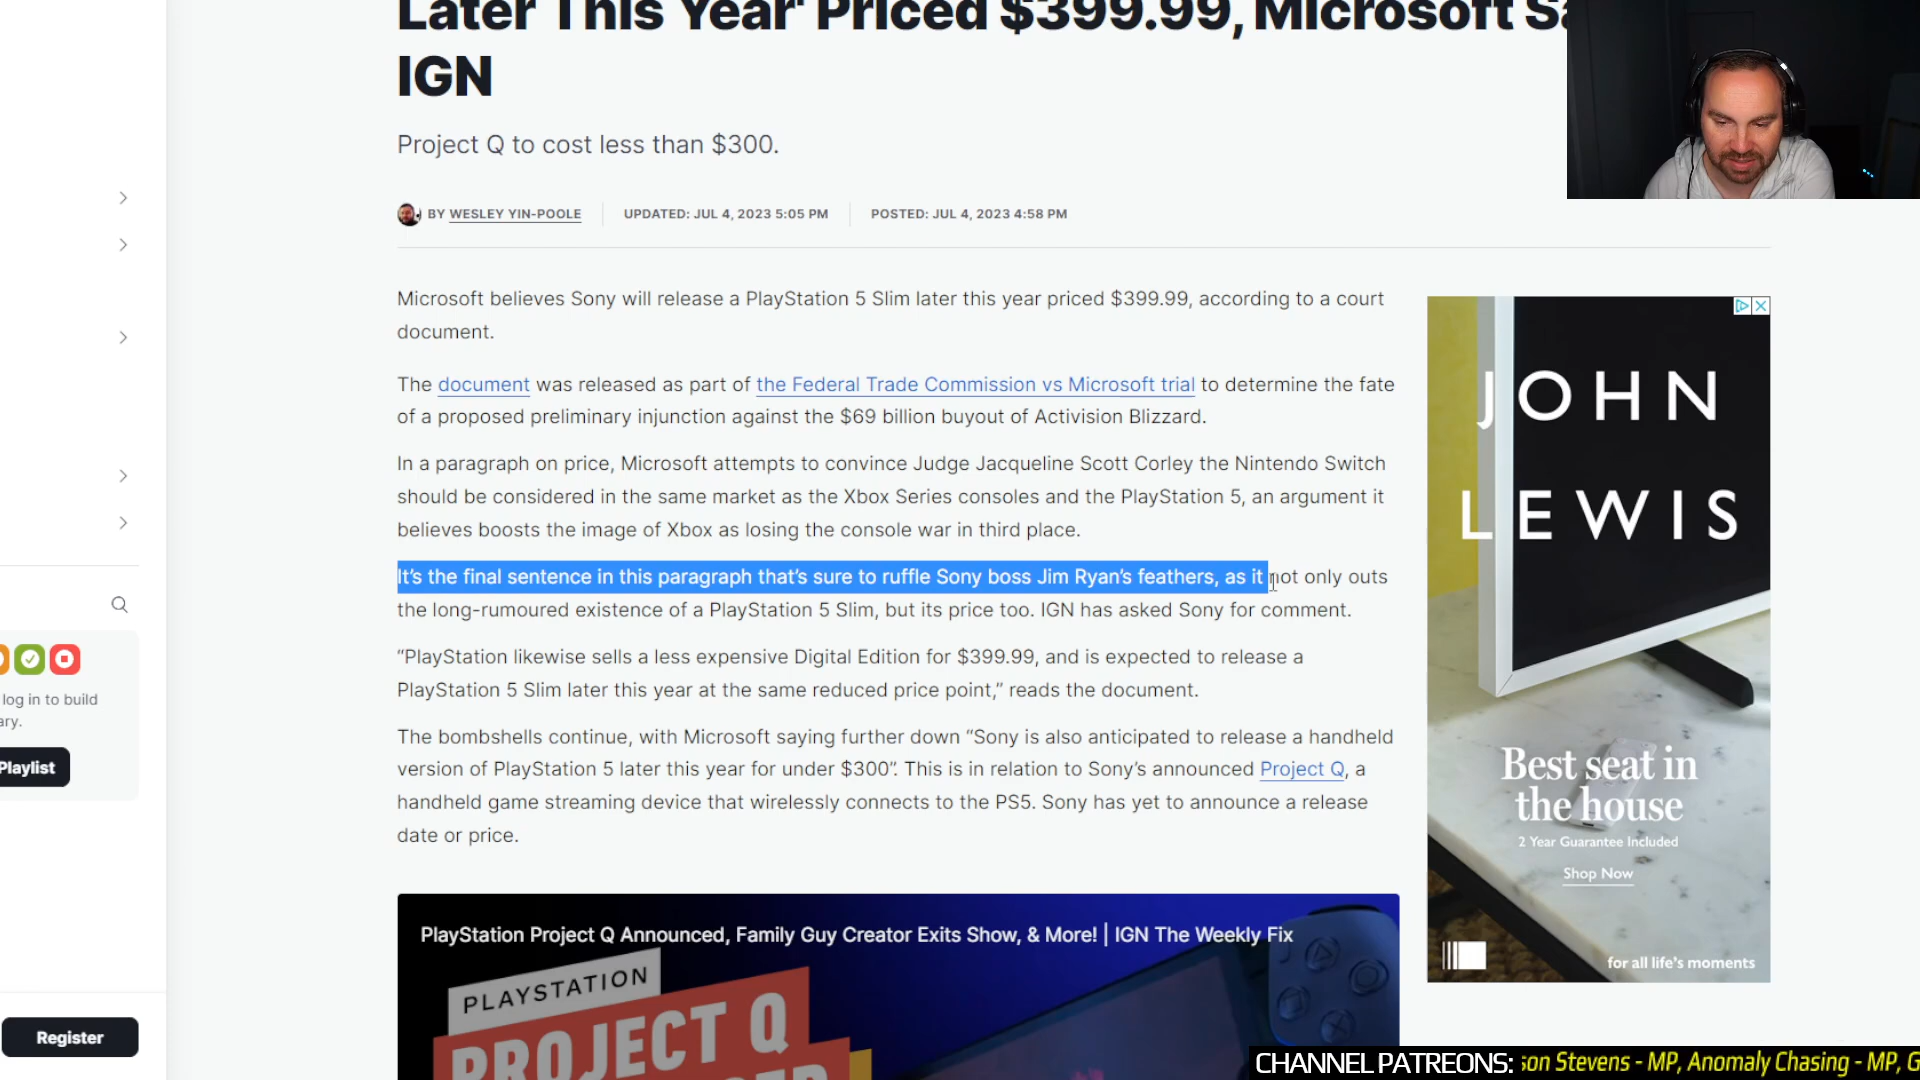 Later This Year' Priced $399.99, Microsoft Sa
IGN
Project Q to cost less than $300.
BY WESLEY YIN-POOLE
UPDATED: JUL 4, 2023 5:05 PM
POSTED: JUL 4, 2023 4:58 PM
Microsoft believes Sony will release a PlayStation 5 Slim later this year priced $399.99, according to a court
document.
The document was released as part of the Federal Trade Commission vs Microsoft trial to determine the fate
of a proposed preliminary injunction against the $69 billion buyout of Activision Blizzard.
In a paragraph on price, Microsoft attempts to convince Judge Jacqueline Scott Corley the Nintendo Switch
should be considered in the same market as the Xbox Series consoles and the PlayStation 5, an argument it
believes boosts the image of Xbox as losing the console war in third place.
It’s the final sentence in this paragraph that’s sure to ruffle Sony boss Jim Ryan’s feathers, as it not only outs
the long-rumoured existence of a PlayStation 5 Slim, but its price too. IGN has asked Sony for comment.
“PlayStation likewise sells a less expensive Digital Edition for $399.99, and is expected to release a
PlayStation 5 Slim later this year at the same reduced price point,” reads the document.
The bombshells continue, with Microsoft saying further down “Sony is also anticipated to release a handheld
version of PlayStation 5 later this year for under $300”. This is in relation to Sony’s announced Project Q, a
handheld game streaming device that wirelessly connects to the PS5. Sony has yet to announce a release
date or price.
PlayStation Project Q Announced, Family Guy Creator Exits Show, & More! | IGN The Weekly Fix
PLAYSTATION
PROJECT Q
log in to build
ary.
Playlist
Register
JOHN
LEWIS
Best seat in
the house
2 Year Guarantee Included
Shop Now
for all life's moments
CHANNEL PATREONS: son Stevens - MP, Anomaly Chasing - MP, G